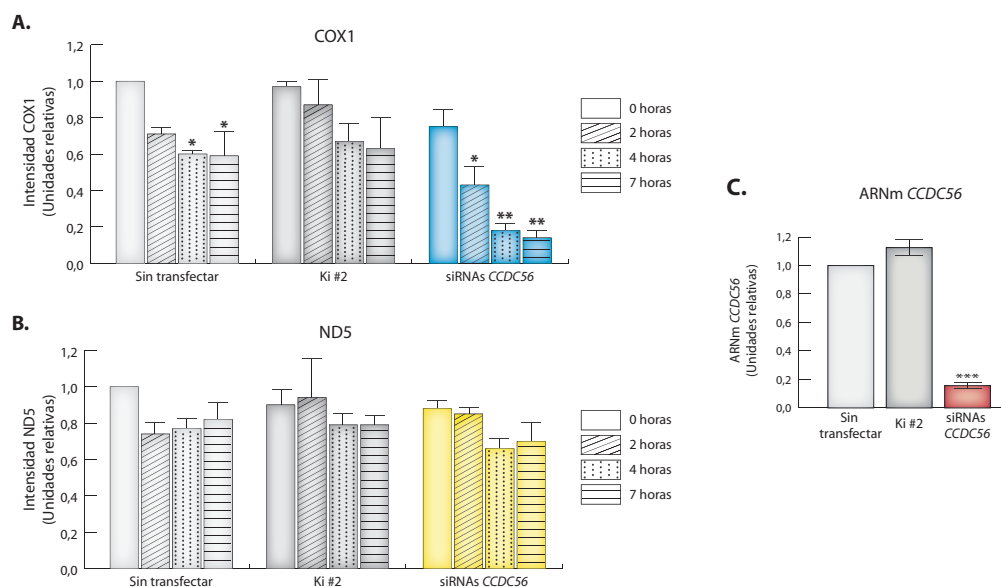 A.
COX1
Intensidad COX1
(Unidades relativas)
1,2
1,0
0,8
0,6
0,4
0,2
0,0
*
*
*
**
**
Sin transfectar
Ki #2
siRNAs CCDC56
0 horas
2 horas
4 horas
7 horas
B.
ND5
Intensidad ND5
(Unidades relativas)
1,2
1,0
0,8
0,6
0,4
0,2
0,0
Sin transfectar
Ki #2
siRNAs CCDC56
0 horas
2 horas
4 horas
7 horas
C.
ARNm CCDC56
ARNm CCDC56
(Unidades relativas)
1,2
1,0
0,8
0,6
0,4
0,2
0,0
***
Sin
transfectar
Ki #2
siRNAs
CCDC56